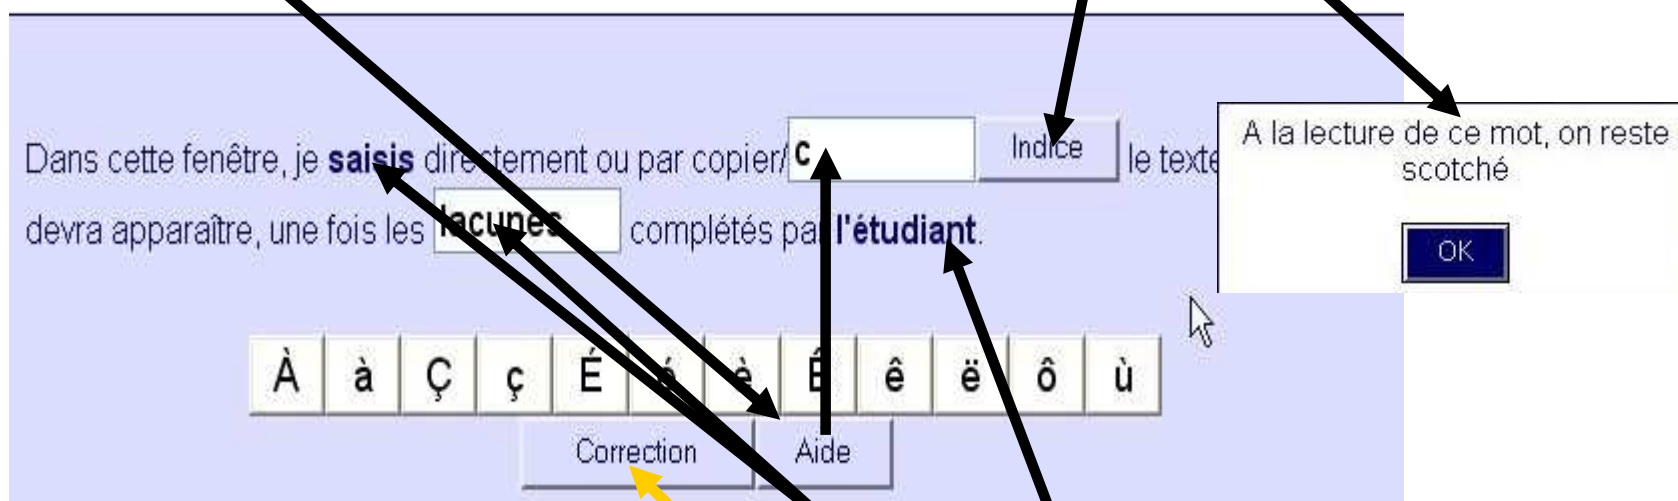 Dans cette fenêtre, je saisis directement ou par copier/ c Indice le texte
devra apparaître, une fois les lacunes complétés par l'étudiant.
A la lecture de ce mot, on reste
scotché
OK
À à Ç ç É é è Ê ê ë ô ù
Correction Aide